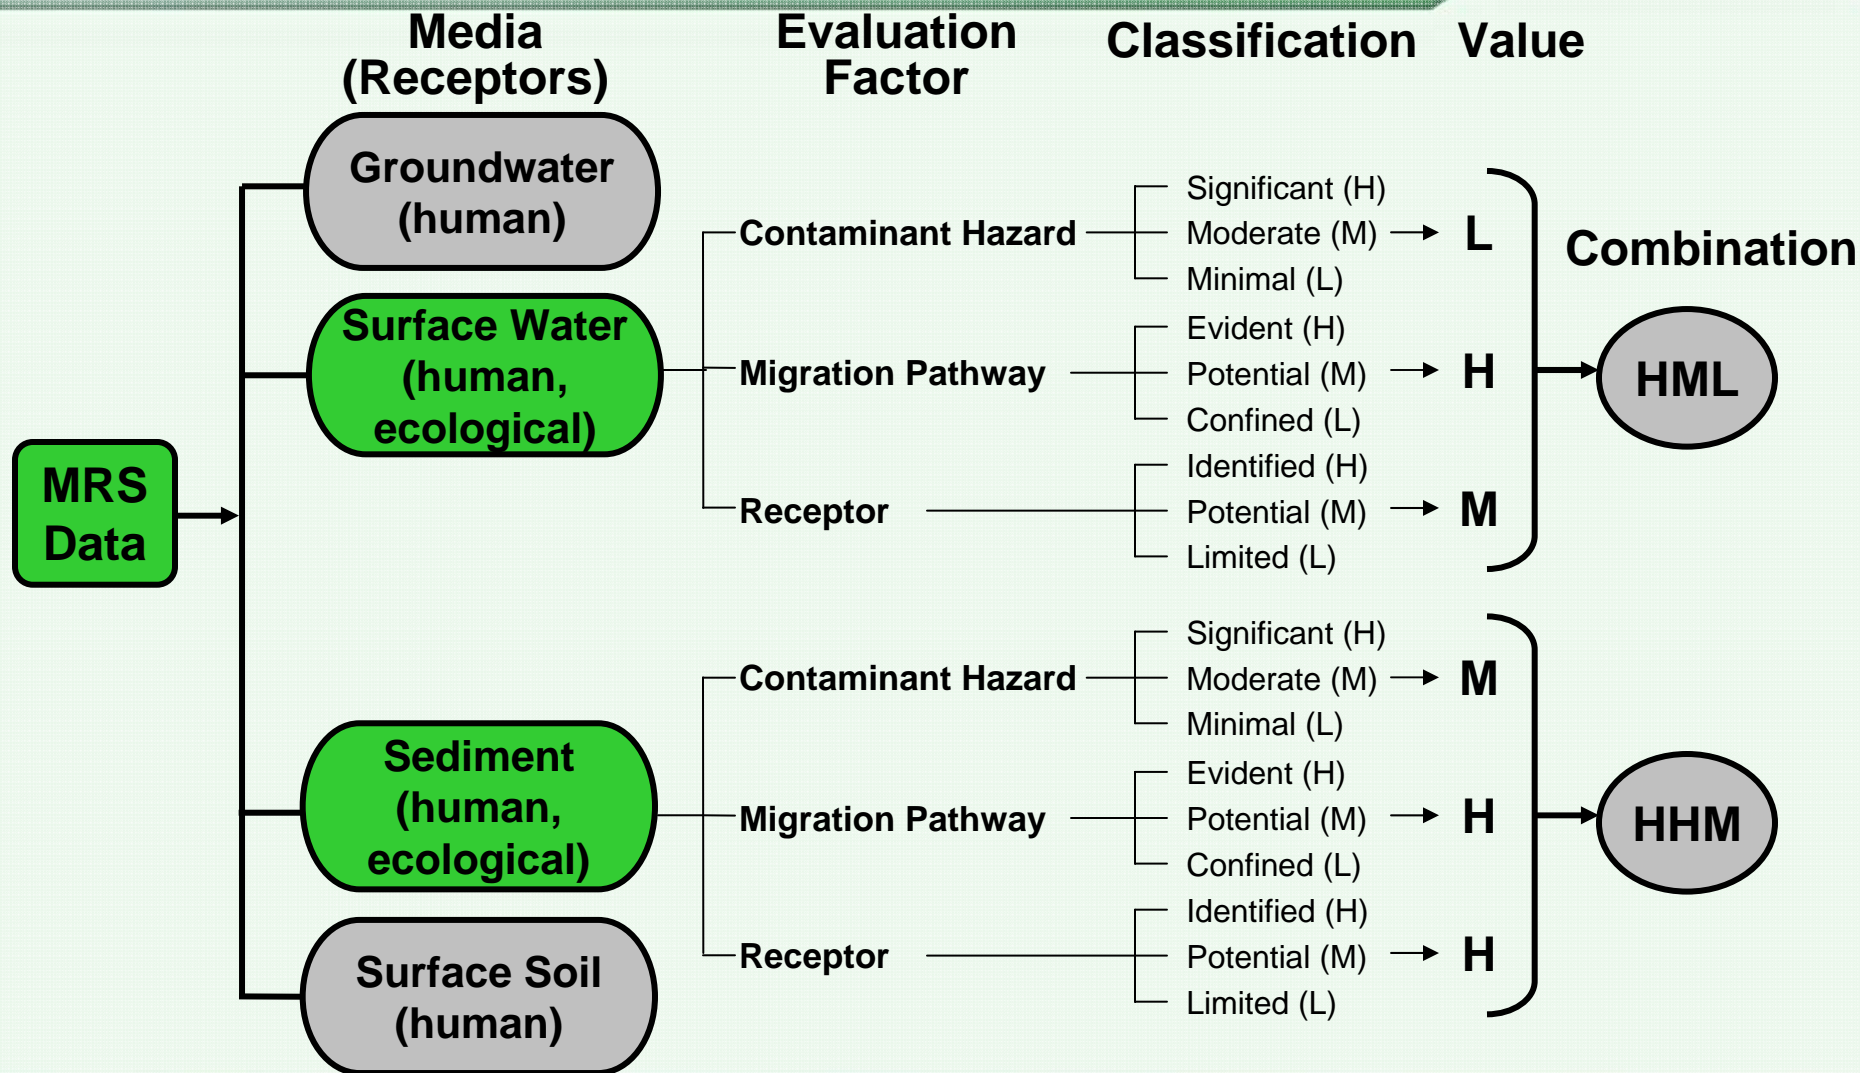 Media
(Receptors)
Evaluation
Factor
Classification
Value
MRS
Data
Groundwater
(human)
Surface Water
(human,
ecological)
Contaminant Hazard
Significant (H)
Moderate (M)
Minimal (L)
L
Migration Pathway
Evident (H)
Potential (M)
Confined (L)
H
Receptor
Identified (H)
Potential (M)
Limited (L)
M
Combination
HML
Sediment
(human,
ecological)
Contaminant Hazard
Significant (H)
Moderate (M)
Minimal (L)
M
Migration Pathway
Evident (H)
Potential (M)
Confined (L)
H
Receptor
Identified (H)
Potential (M)
Limited (L)
H
HHM
Surface Soil
(human)